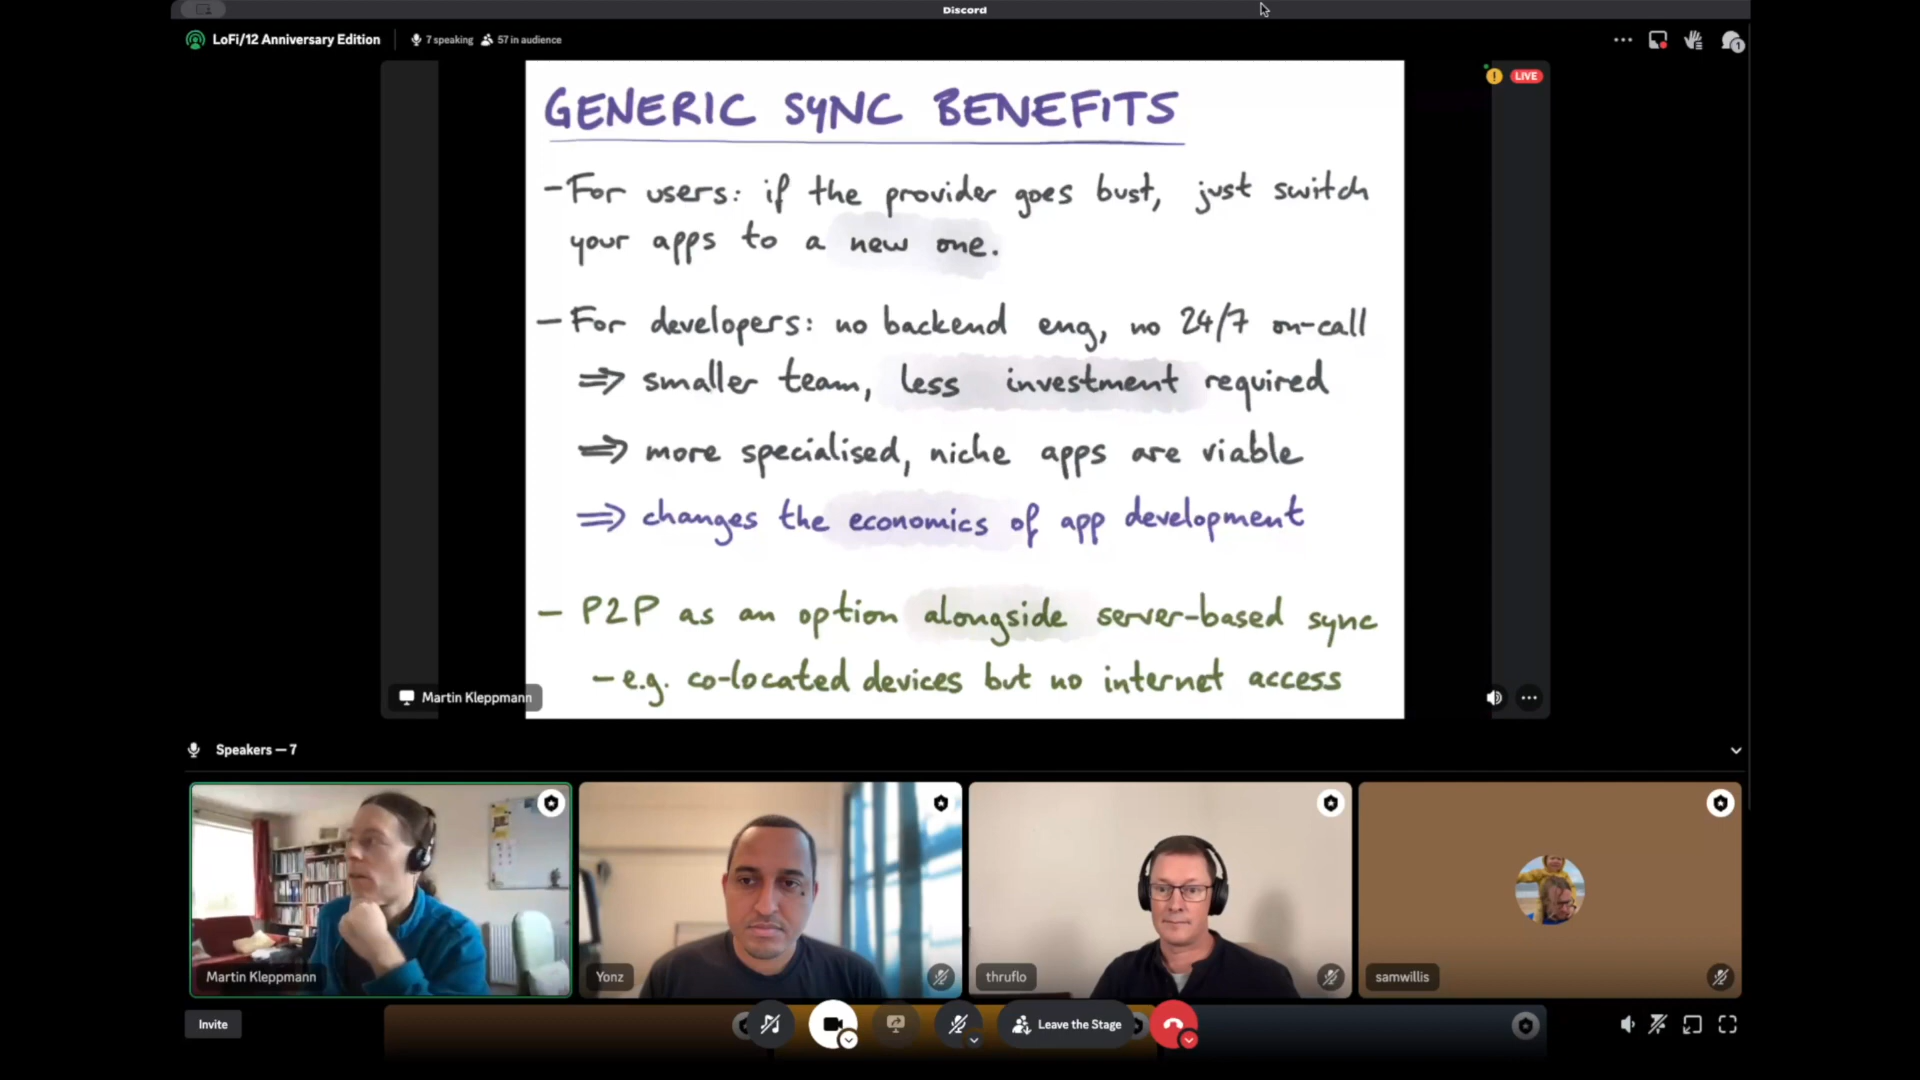 Discord
LoFi/12 Anniversary Edition
7 speaking
57 in audience
1
GENERIC SYNC BENEFITS
LIVE
– For users: if the provider goes bust, just switch
your apps to a new one.
– For developers: no backend eng, no 24/7 on-call
⇒ smaller team, less investment required
⇒ more specialised, niche apps are viable
⇒ changes the economics of app development
– P2P as an option alongside server-based sync
– e.g. co-located devices but no internet access
Martin Kleppmann
Speakers — 7
Martin Kleppmann
Yonz
thruflo
samwillis
Invite
Leave the Stage